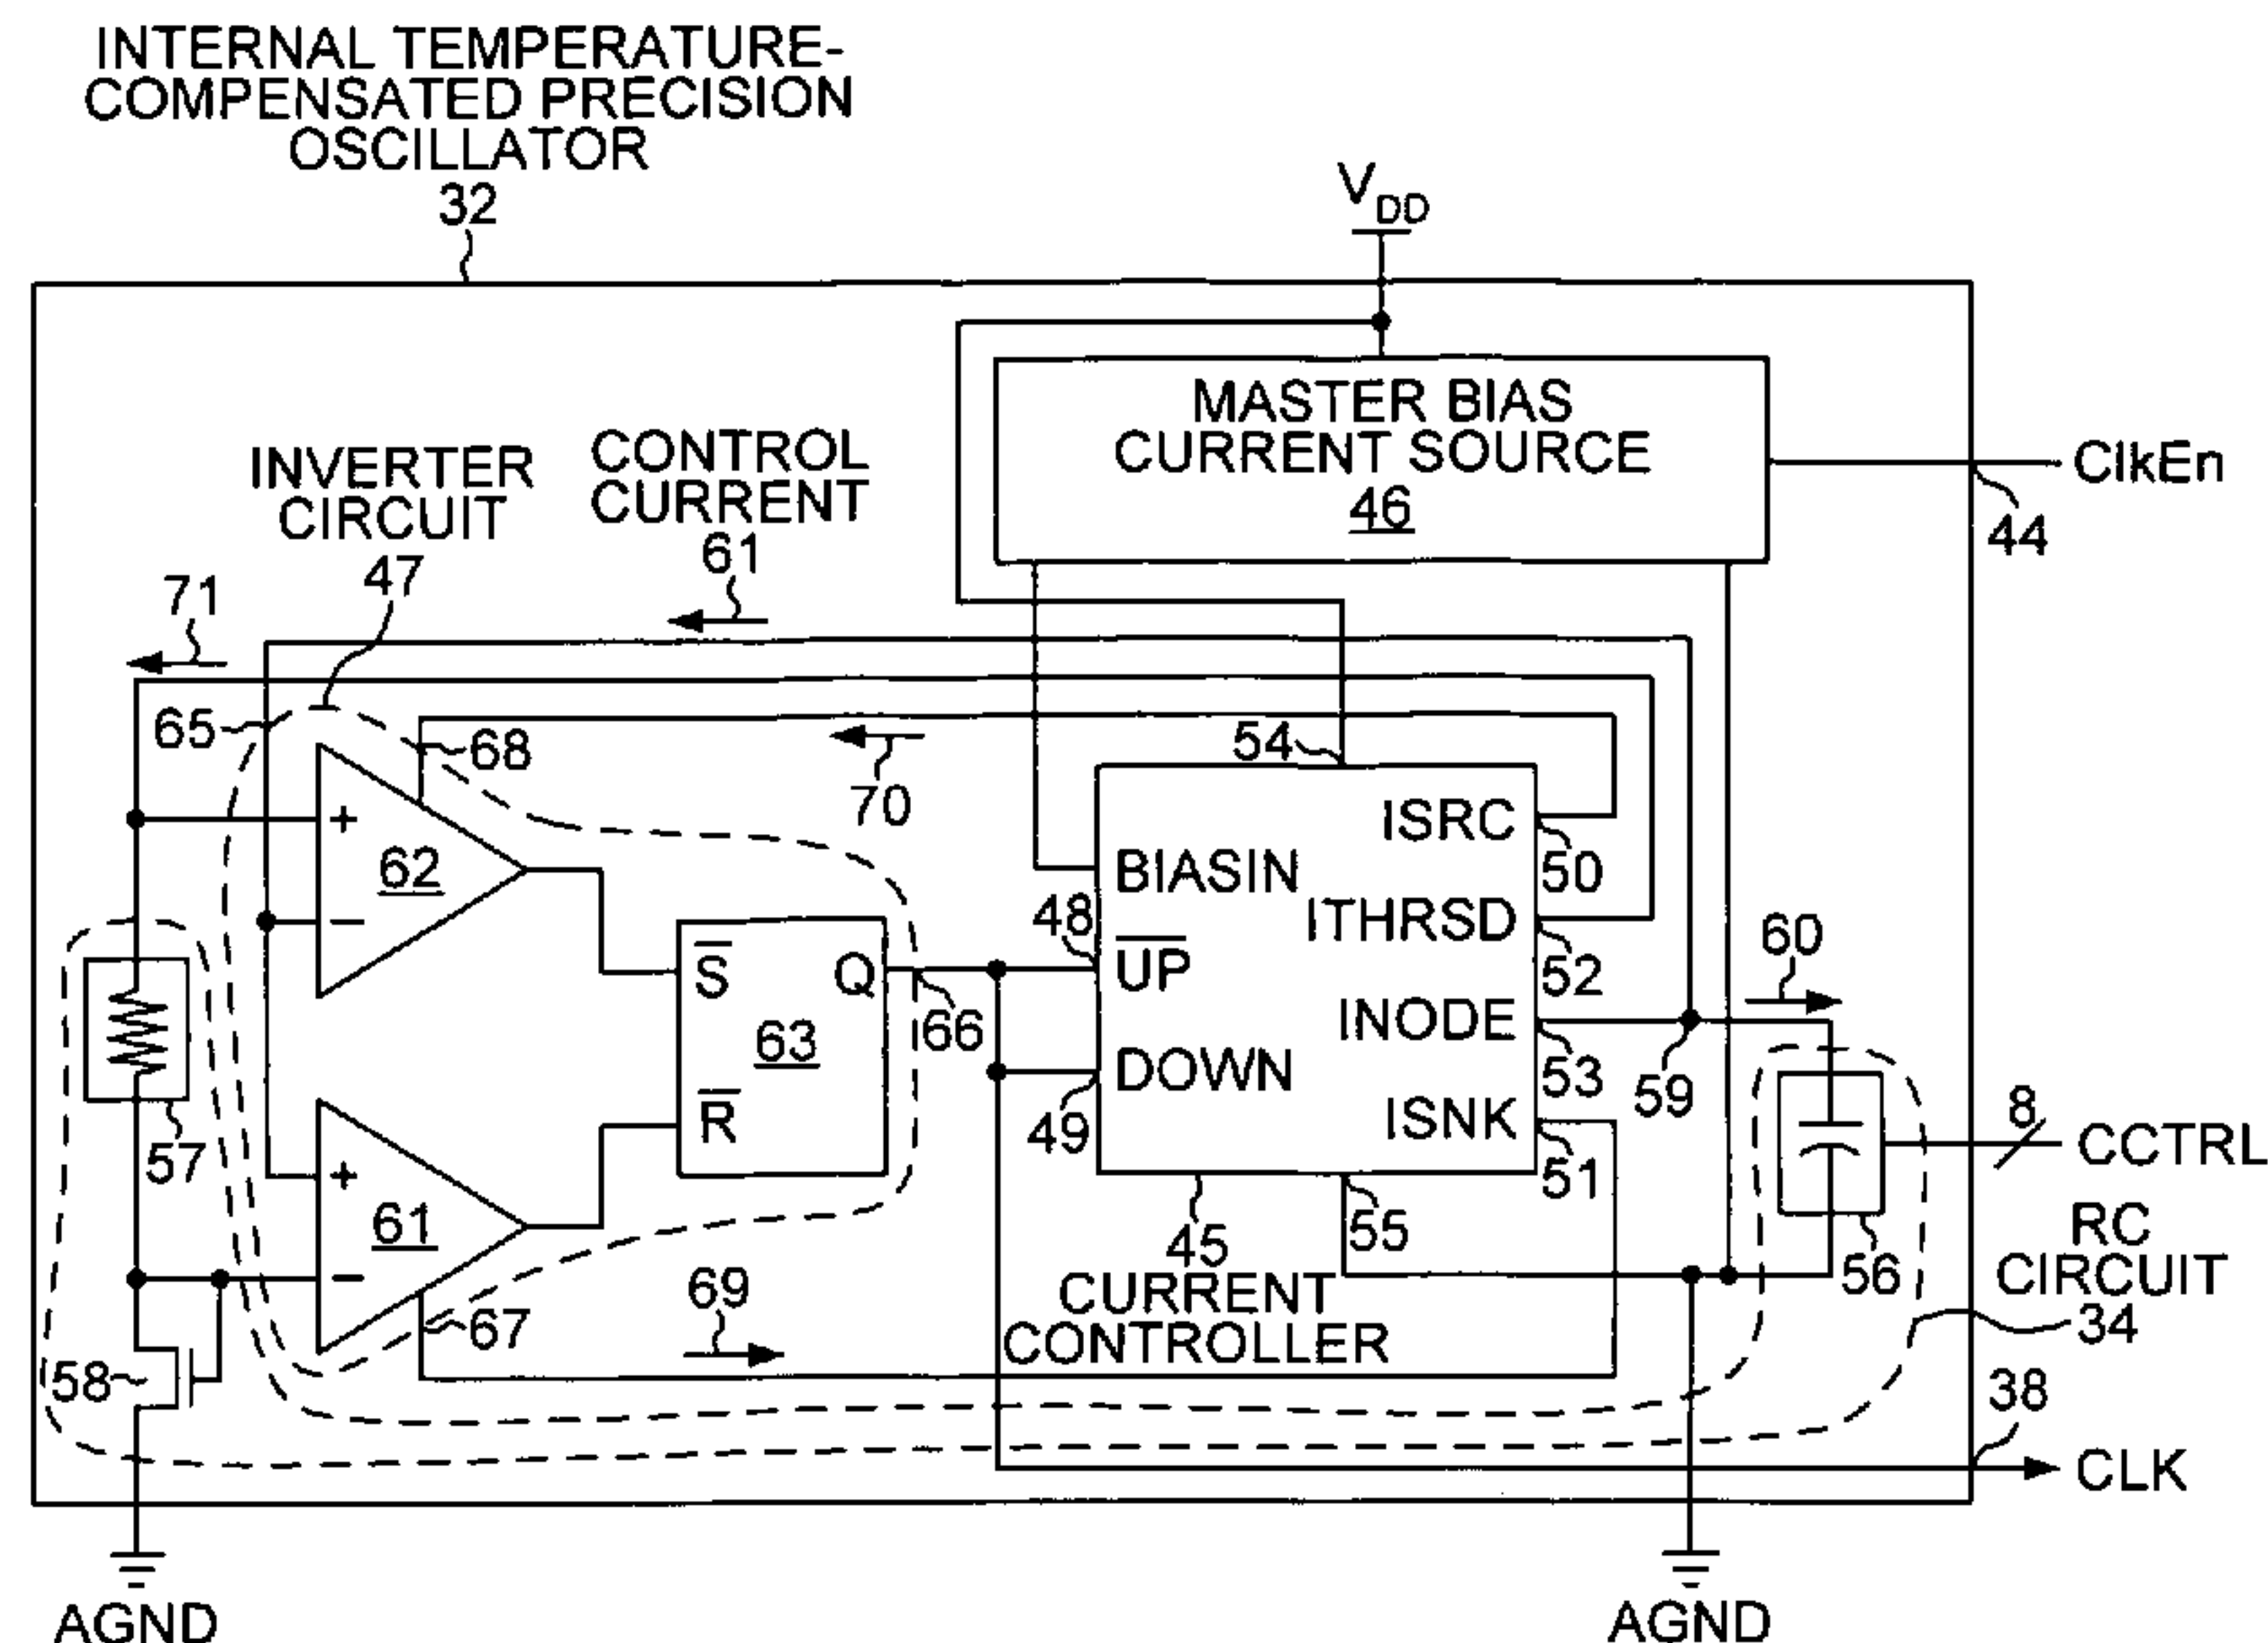 INTERNAL TEMPERATURE-
COMPENSATED PRECISION
OSCILLATOR
32
VDD
MASTER BIAS
CURRENT SOURCE
46
ClkEn
44
INVERTER
CIRCUIT
47
CONTROL
CURRENT
61
71
65
68
70
54
+
62
−
ISRC
50
BIASIN
ITHRSD
52
48
UP
INODE
53
DOWN
49
ISNK
51
59
60
S
Q
63
R
66
57
+
61
−
67
69
58
45
CURRENT
CONTROLLER
55
56
8
CCTRL
RC
CIRCUIT
34
38
CLK
AGND
AGND